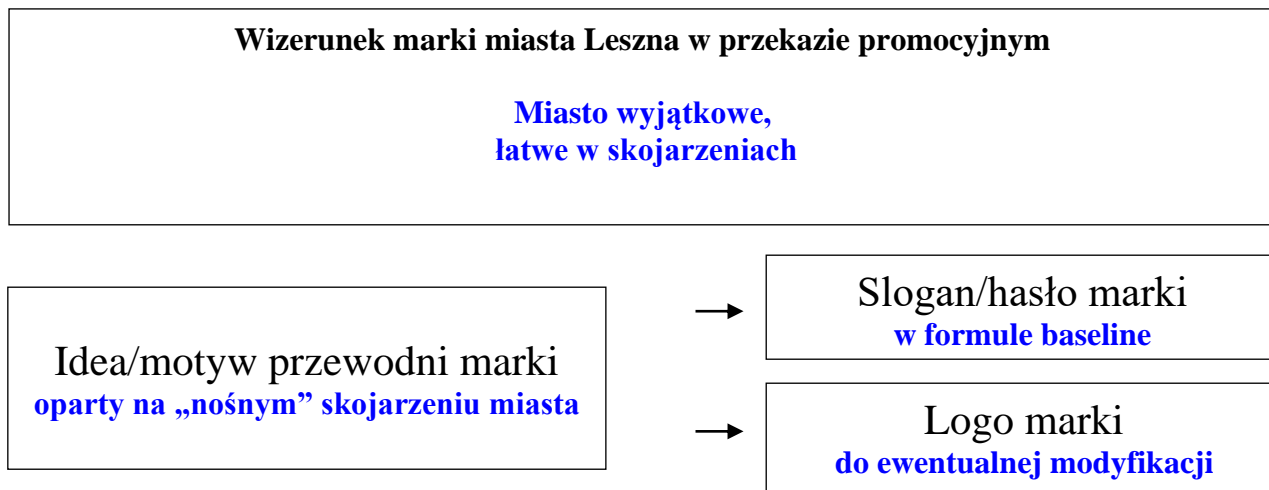 Wizerunek marki miasta Leszna w przekazie promocyjnym
Miasto wyjątkowe,
łatwe w skojarzeniach
Idea/motyw przewodni marki
oparty na „nośnym” skojarzeniu miasta
Slogan/hasło marki
w formule baseline
Logo marki
do ewentualnej modyfikacji